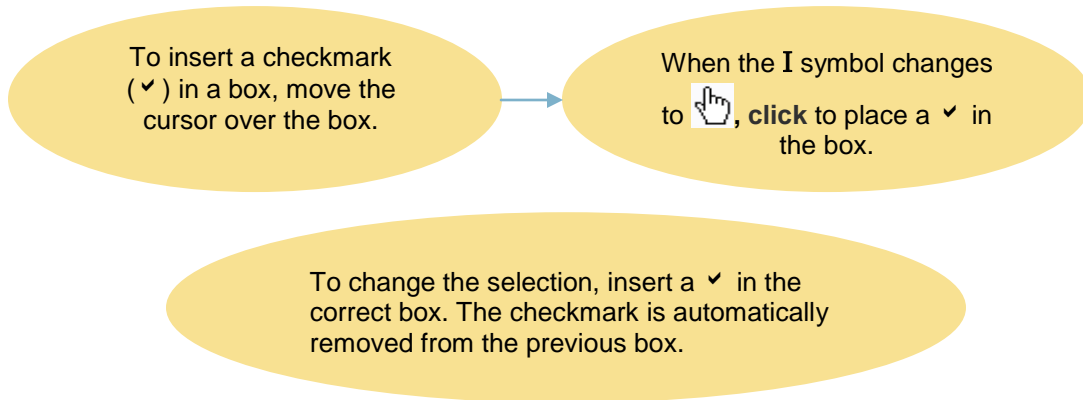 To insert a checkmark
(✔) in a box, move the
cursor over the box.
When the I symbol changes
to , click to place a ✔ in
the box.
To change the selection, insert a ✔ in the
correct box. The checkmark is automatically
removed from the previous box.